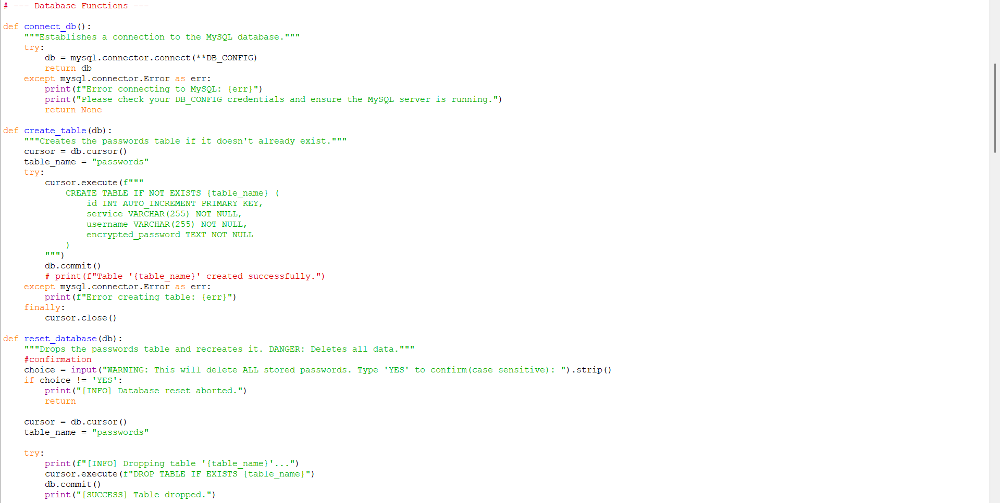 # --- Database Functions ---

def connect_db():
    """Establishes a connection to the MySQL database."""
    try:
        db = mysql.connector.connect(**DB_CONFIG)
        return db
    except mysql.connector.Error as err:
        print(f"Error connecting to MySQL: {err}")
        print("Please check your DB_CONFIG credentials and ensure the MySQL server is running.")
        return None

def create_table(db):
    """Creates the passwords table if it doesn't already exist."""
    cursor = db.cursor()
    table_name = "passwords"
    try:
        cursor.execute(f"""
            CREATE TABLE IF NOT EXISTS {table_name} (
                id INT AUTO_INCREMENT PRIMARY KEY,
                service VARCHAR(255) NOT NULL,
                username VARCHAR(255) NOT NULL,
                encrypted_password TEXT NOT NULL
            )
        """)
        db.commit()
        # print(f"Table '{table_name}' created successfully.")
    except mysql.connector.Error as err:
        print(f"Error creating table: {err}")
    finally:
        cursor.close()

def reset_database(db):
    """Drops the passwords table and recreates it. DANGER: Deletes all data."""
    #confirmation
    choice = input("WARNING: This will delete ALL stored passwords. Type 'YES' to confirm(case sensitive): ").strip()
    if choice != 'YES':
        print("[INFO] Database reset aborted.")
        return

    cursor = db.cursor()
    table_name = "passwords"

    try:
        print(f"[INFO] Dropping table '{table_name}'...")
        cursor.execute(f"DROP TABLE IF EXISTS {table_name}")
        db.commit()
        print("[SUCCESS] Table dropped.")